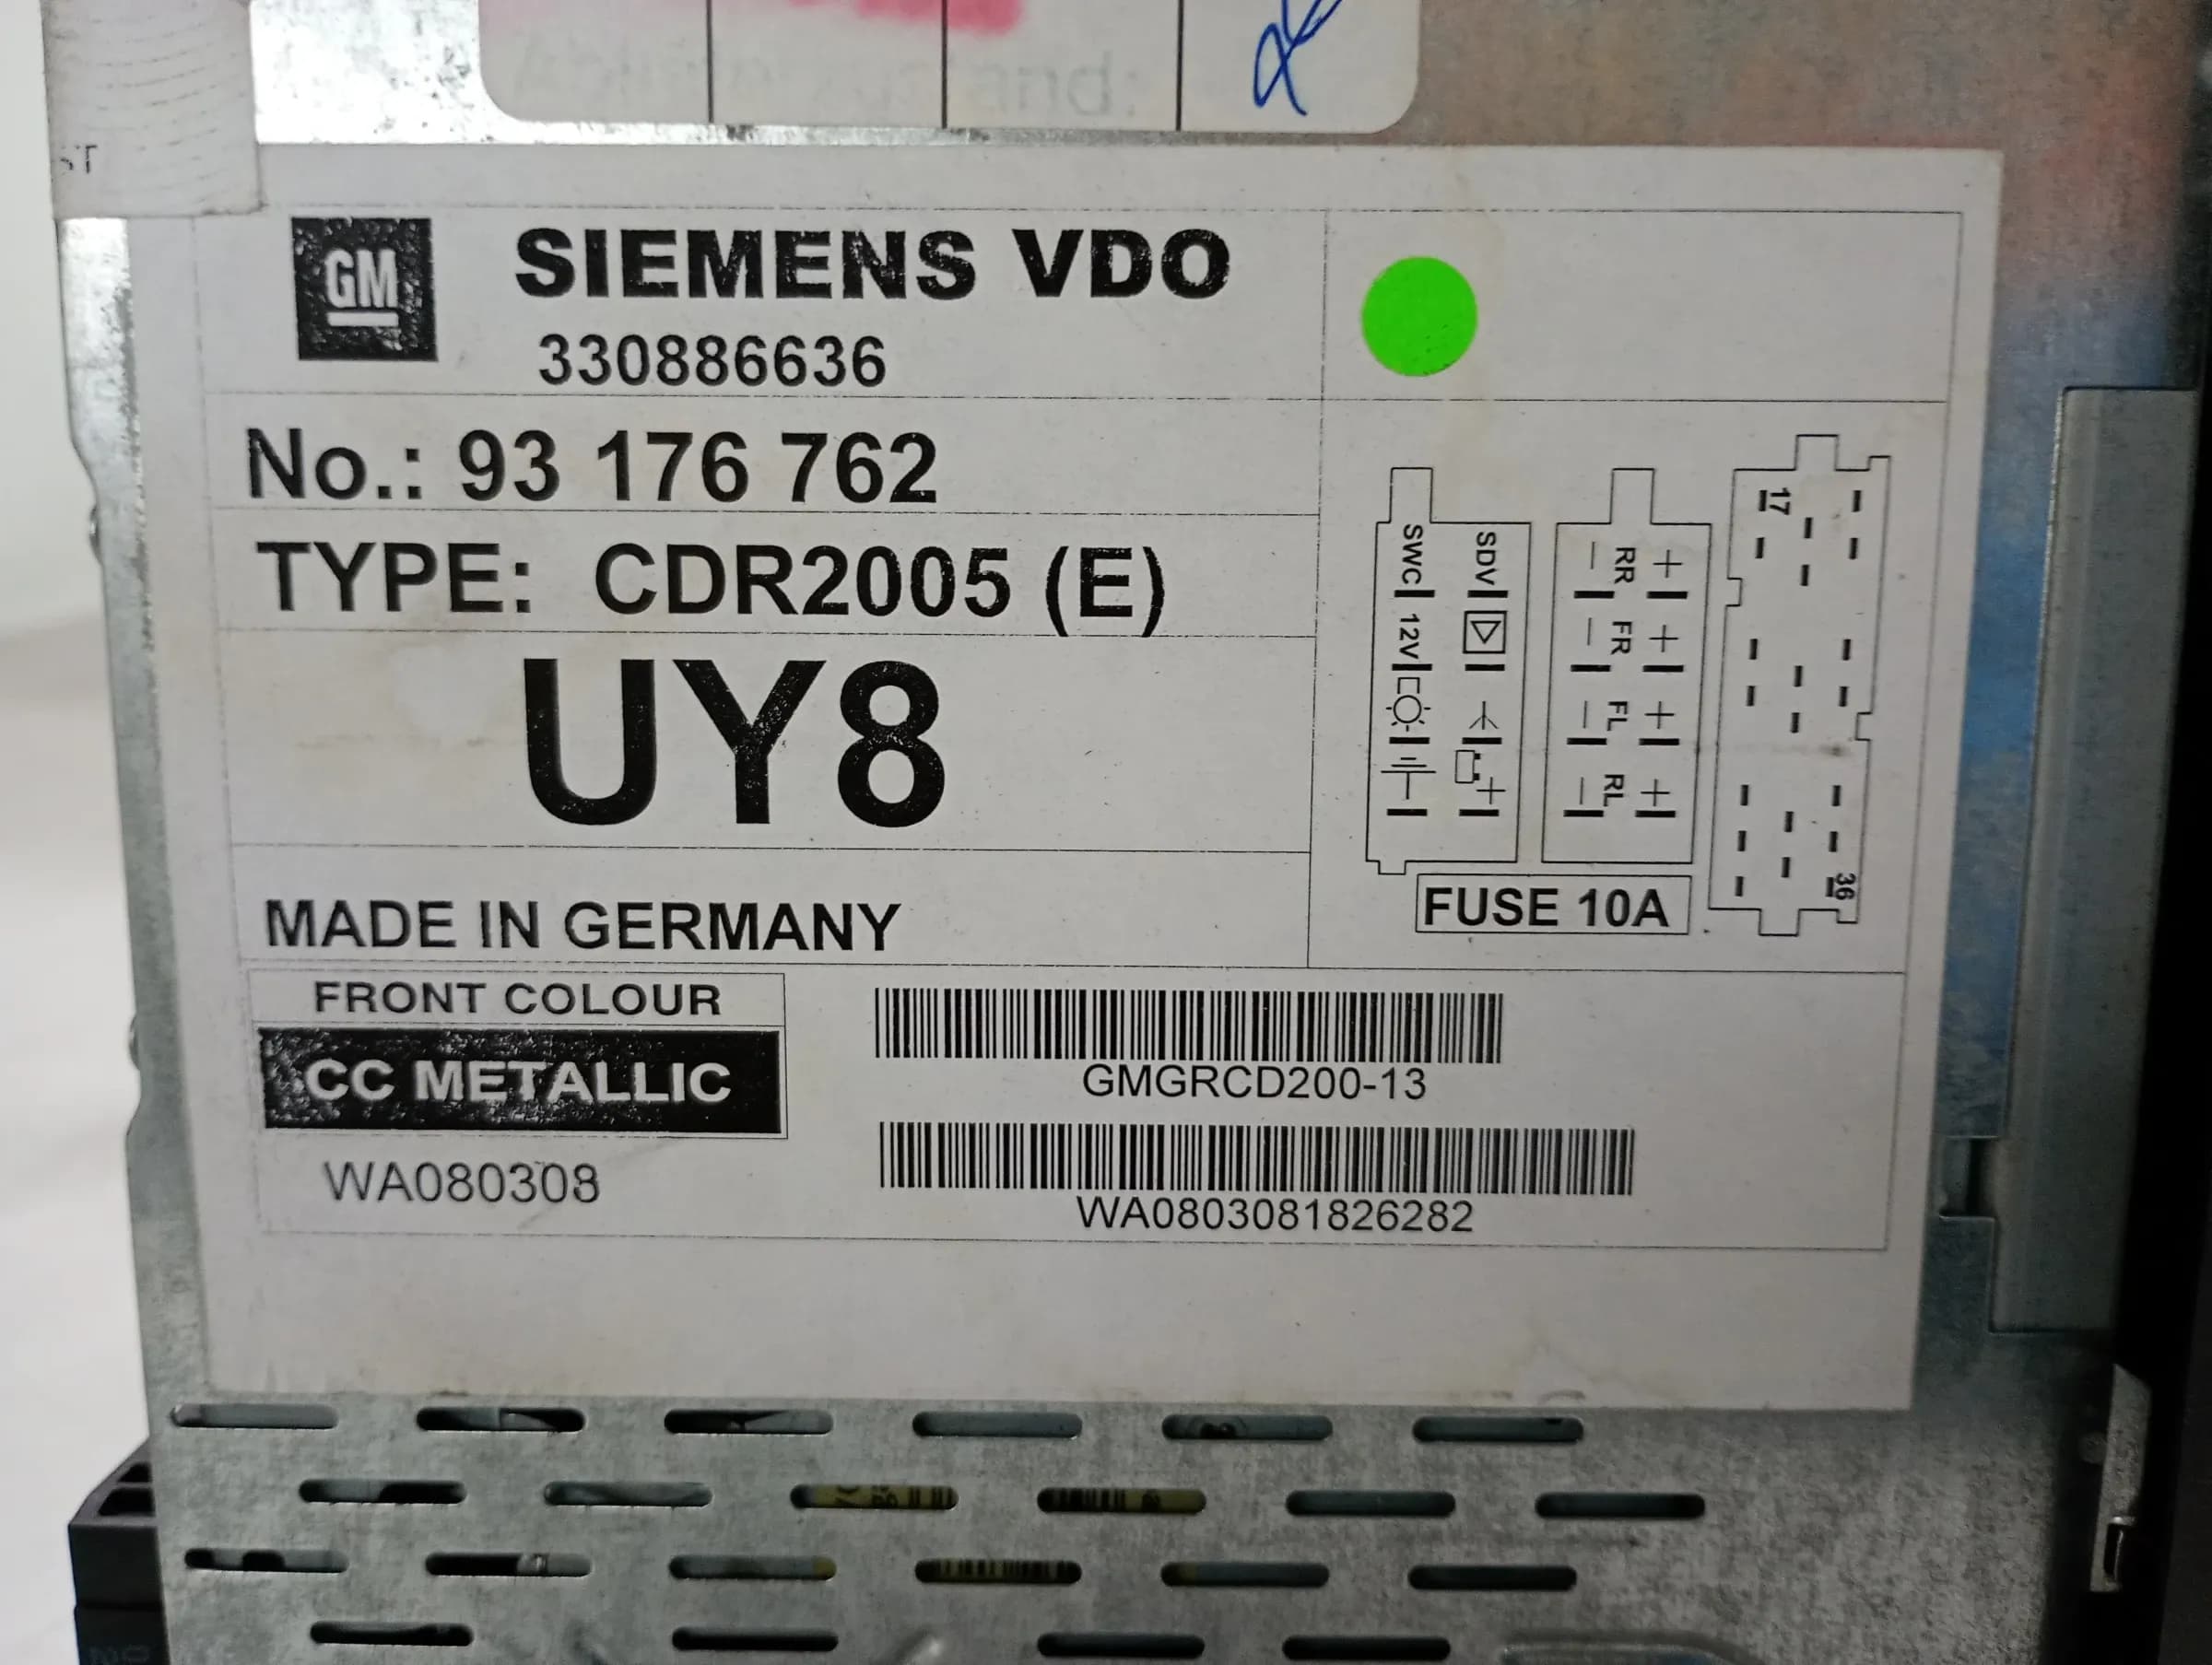 GM
SIEMENS VDO
330886636
No.: 93 176 762
TYPE: CDR2005 (E)
UY8
MADE IN GERMANY
FRONT COLOUR
CC METALLIC
WA080308
GMGRCD200-13
WA0803081826282
SWC 12V
SDV
RR FR FL RL
+ + + +
17
36
FUSE 10A